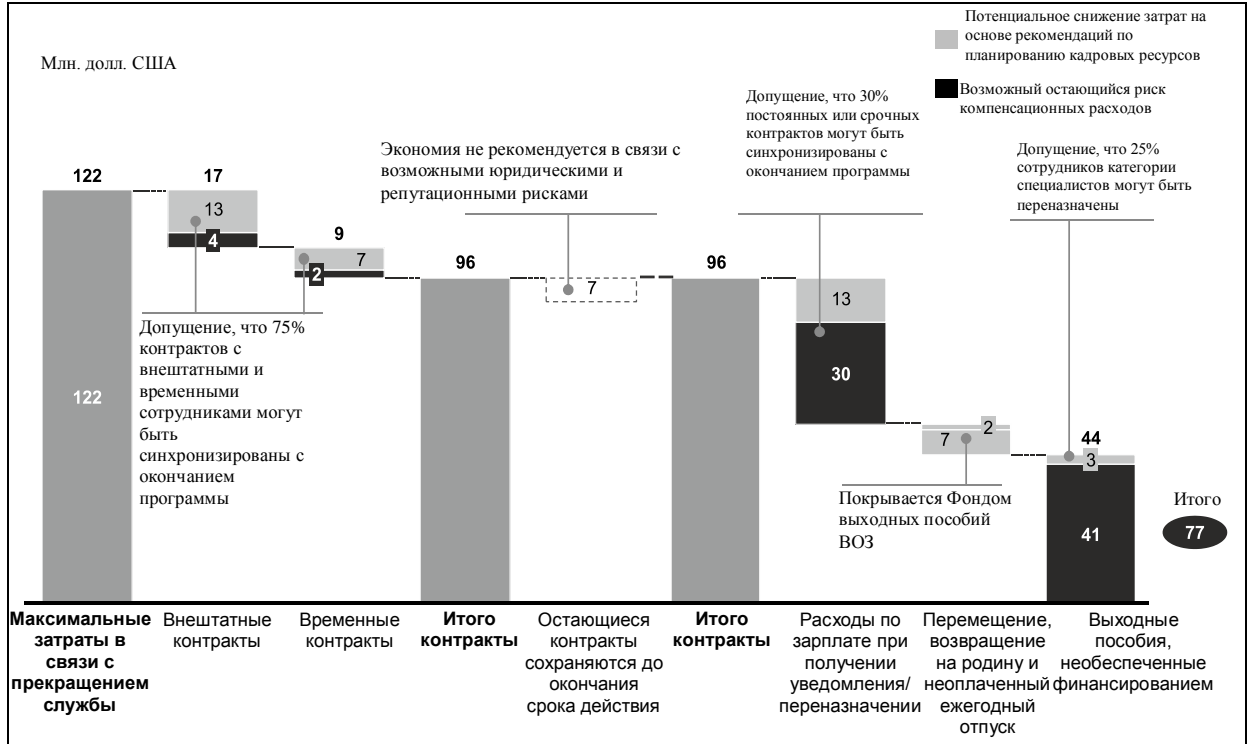 Потенциальное снижение затрат на
основе рекомендаций по
планированию кадровых ресурсов
Млн. долл. США
Возможный остающийся риск
компенсационных расходов
Допущение, что 30%
постоянных или срочных
контрактов могут быть
синхронизированы с
окончанием программы
Экономия не рекомендуется в связи с
возможными юридическими и
репутационными рисками
Допущение, что 25%
сотрудников категории
специалистов могут быть
переназначены
122
17
13
4
9
7
2
96
7
96
13
30
2
7
44
3
41
122
Допущение, что 75%
контрактов с
внештатными и
временными
сотрудниками могут
быть
синхронизированы с
окончанием
программы
Покрывается Фондом
выходных пособий
ВОЗ
Итого
77
Максимальные
затраты в
связи с
прекращением
службы
Внештатные
контракты
Временные
контракты
Итого
контракты
Остающиеся
контракты
сохраняются до
окончания
срока действия
Итого
контракты
Расходы по
зарплате при
получении
уведомления/
переназначении
Перемещение,
возвращение
на родину и
неоплаченный
ежегодный
отпуск
Выходные
пособия,
необеспеченные
финансированием